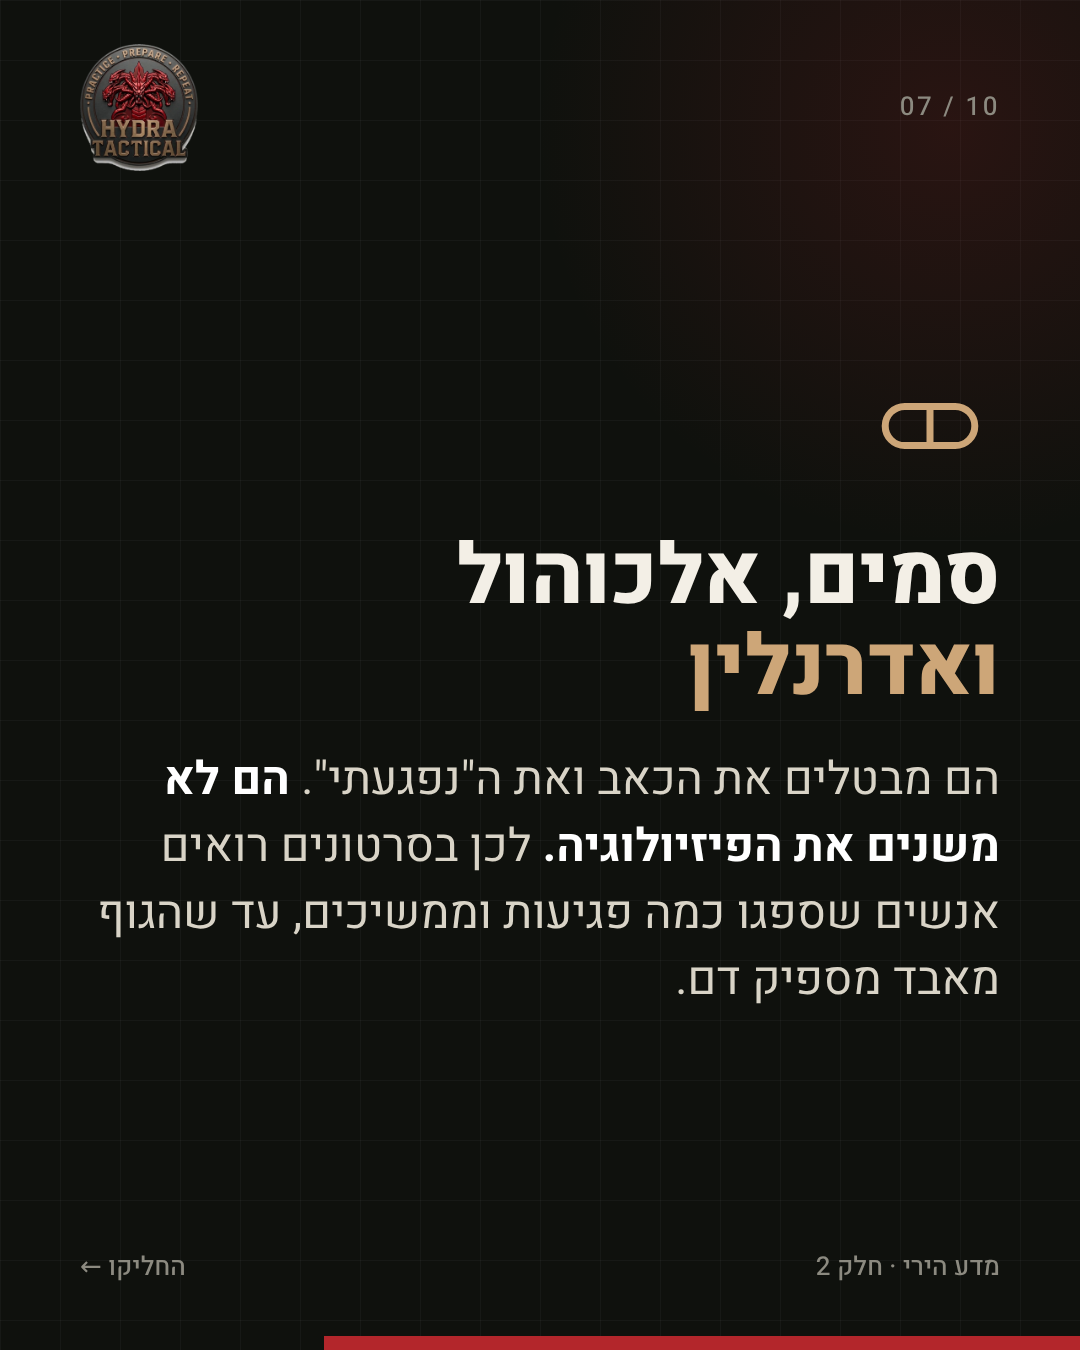 PRACTICE · PREPARE · REPEAT
HYDRA
TACTICAL
07 / 10
סמים, אלכוהול
ואדרנלין
הם מבטלים את הכאב ואת ה"נפגעתי". הם לא
משנים את הפיזיולוגיה. לכן בסרטונים רואים
אנשים שספגו כמה פגיעות וממשיכים, עד שהגוף
מאבד מספיק דם.
מדע הירי · חלק 2
החליקו ←